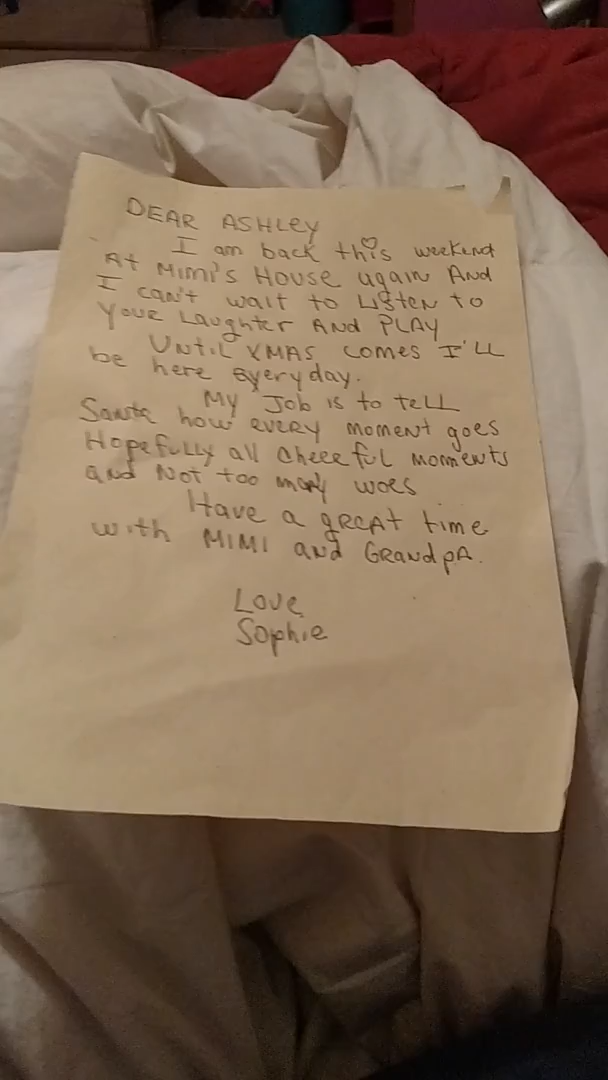 DEAR ASHLEY
I am back this weekend
At Mimi's House again And
I can't wait to Listen to
Your Laughter AND PLAY
UNtiL XMAS comes I'LL
be here Everyday.
My Job is to teLL
Santa how every moment goes
HopefuLLy all cheerful moments
and Not too many woes
Have a great time
with MIMI and GrandpA.
Love
Sophie